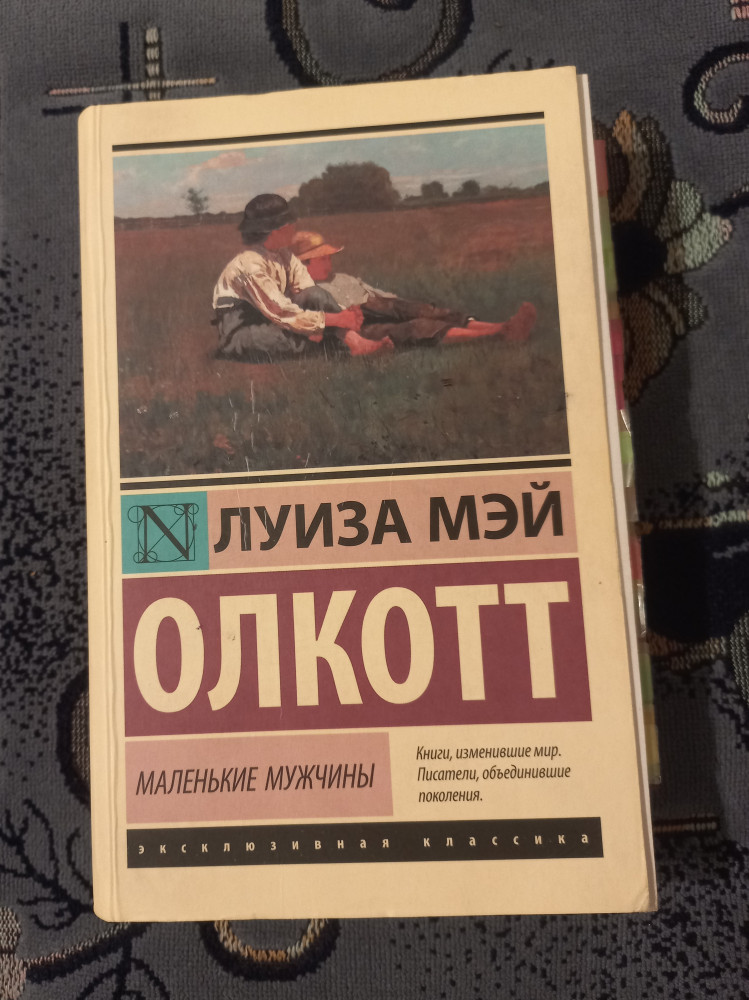 N
ЛУИЗА МЭЙ
ОЛКОТТ
МАЛЕНЬКИЕ МУЖЧИНЫ
Книги, изменившие мир.
Писатели, объединившие
поколения.
эксклюзивная классика